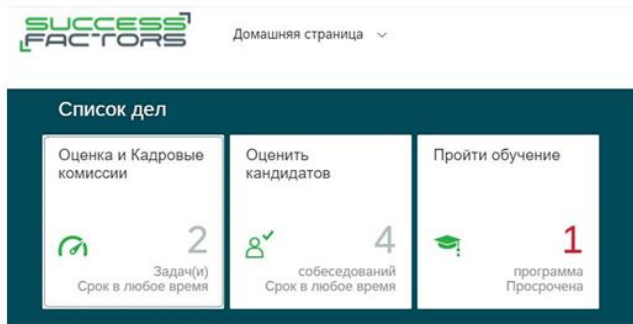 SUCCESS
FACTORS
Домашняя страница
Список дел
Оценка и Кадровые
комиссии
2
Задач(и)
Срок в любое время
Оценить
кандидатов
4
собеседований
Срок в любое время
Пройти обучение
1
программа
Просрочена